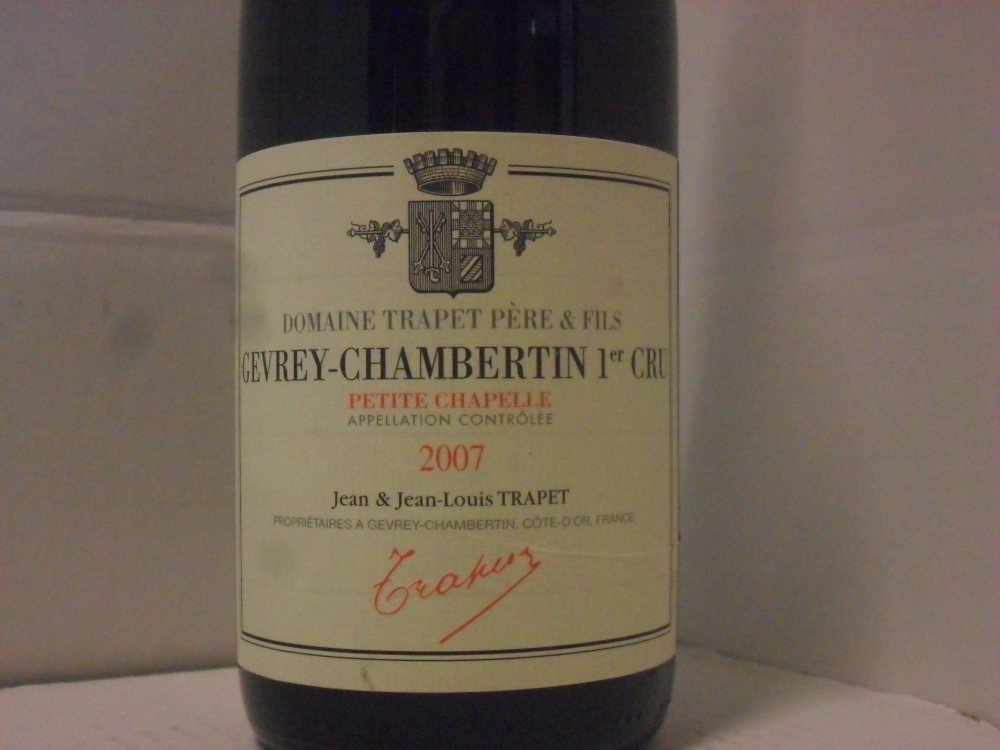 DOMAINE TRAPET PÈRE & FILS
GEVREY-CHAMBERTIN 1er CRU
PETITE CHAPELLE
APPELLATION CONTRÔLÉE
2007
Jean & Jean-Louis TRAPET
PROPRIÉTAIRES A GEVREY-CHAMBERTIN, CÔTE-D'OR, FRANCE
Trapet